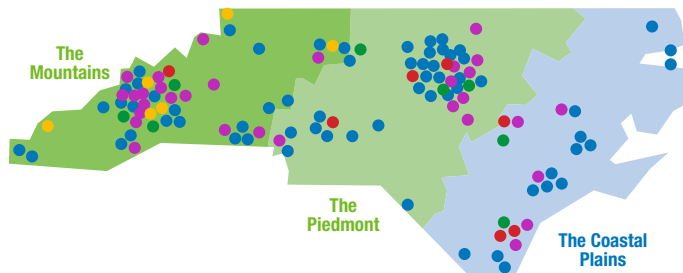 The
Mountains
The
Piedmont
The Coastal
Plains